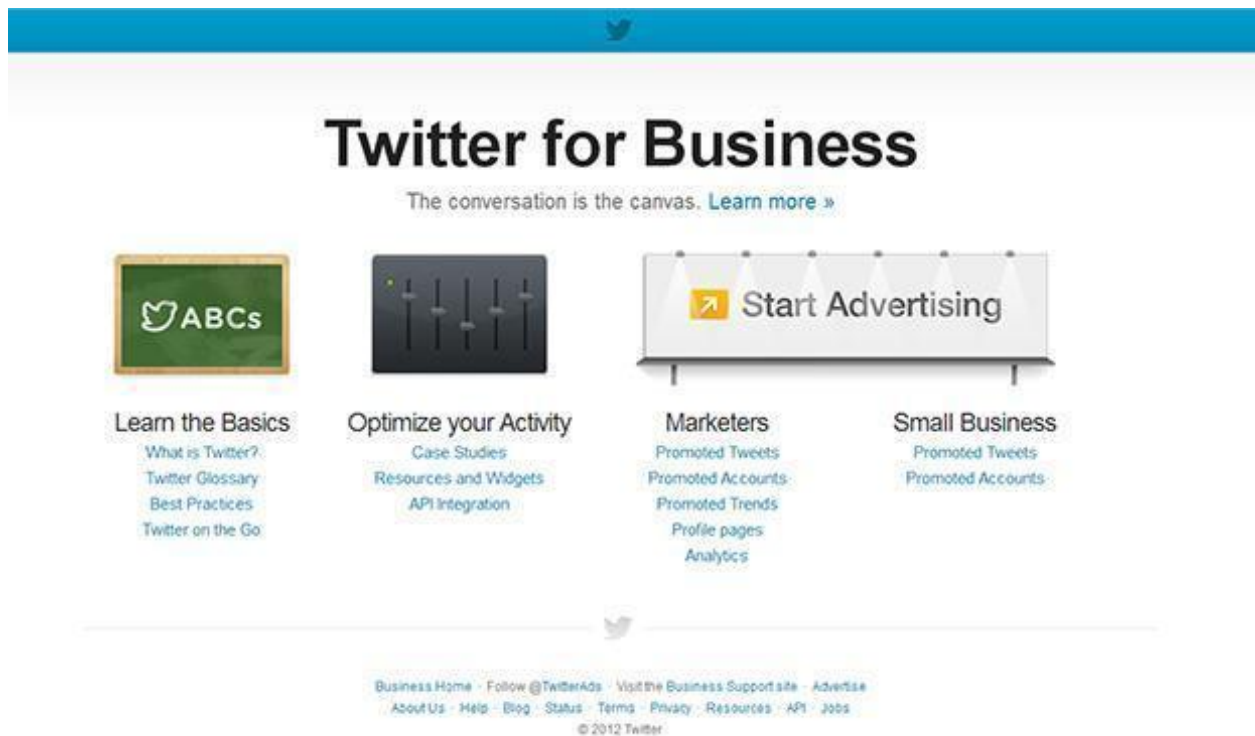 Twitter for Business
The conversation is the canvas. Learn more »
ABCs
Start Advertising
Learn the Basics
What is Twitter?
Twitter Glossary
Best Practices
Twitter on the Go
Optimize your Activity
Case Studies
Resources and Widgets
API Integration
Marketers
Promoted Tweets
Promoted Accounts
Promoted Trends
Profile pages
Analytics
Small Business
Promoted Tweets
Promoted Accounts
Business Home · Follow @TwitterAds · Visit the Business Support site · Advertise
About Us · Help · Blog · Status · Terms · Privacy · Resources · API · Jobs
© 2012 Twitter